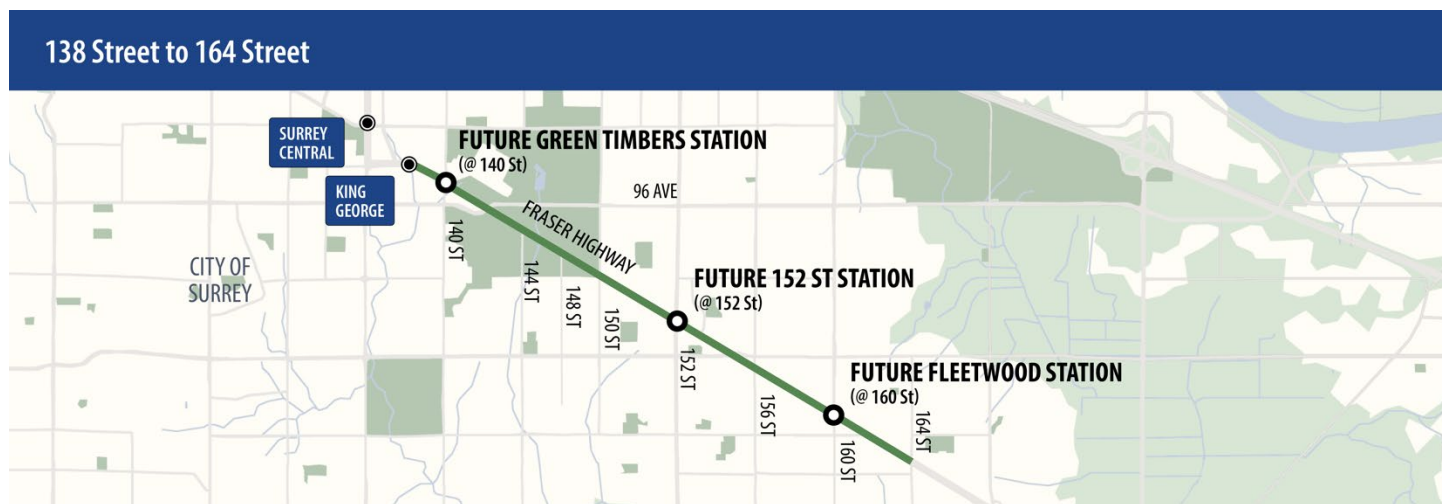 138 Street to 164 Street
SURREY
CENTRAL
KING
GEORGE
FUTURE GREEN TIMBERS STATION
(@ 140 St)
96 AVE
FRASER HIGHWAY
CITY OF
SURREY
140 ST
144 ST
148 ST
150 ST
FUTURE 152 ST STATION
(@ 152 St)
152 ST
156 ST
FUTURE FLEETWOOD STATION
(@ 160 St)
160 ST
164 ST